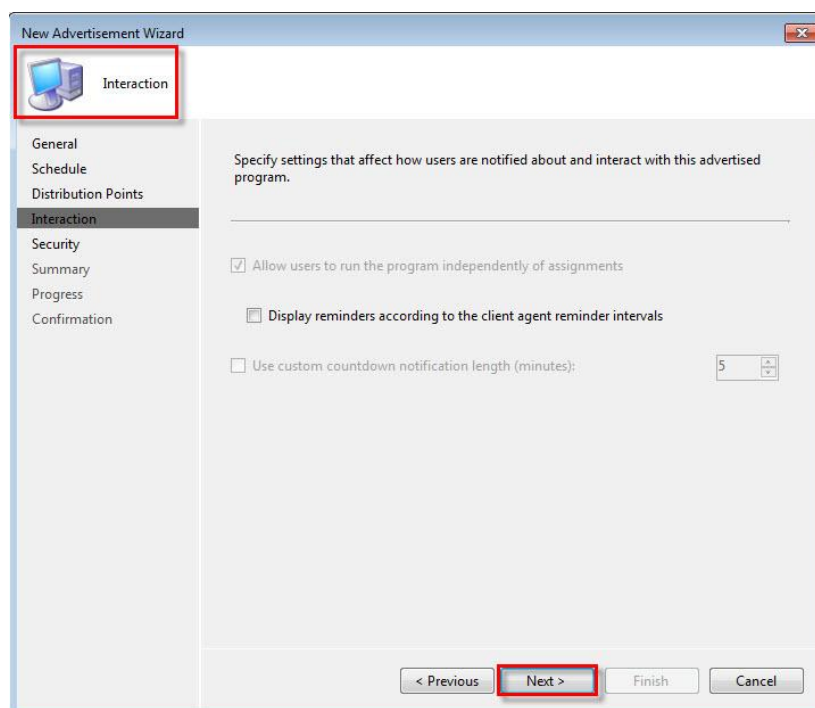 New Advertisement Wizard
Interaction
General
Schedule
Distribution Points
Interaction
Security
Summary
Progress
Confirmation
Specify settings that affect how users are notified about and interact with this advertised
program.
Allow users to run the program independently of assignments
Display reminders according to the client agent reminder intervals
Use custom countdown notification length (minutes): 5
< Previous Next > Finish Cancel